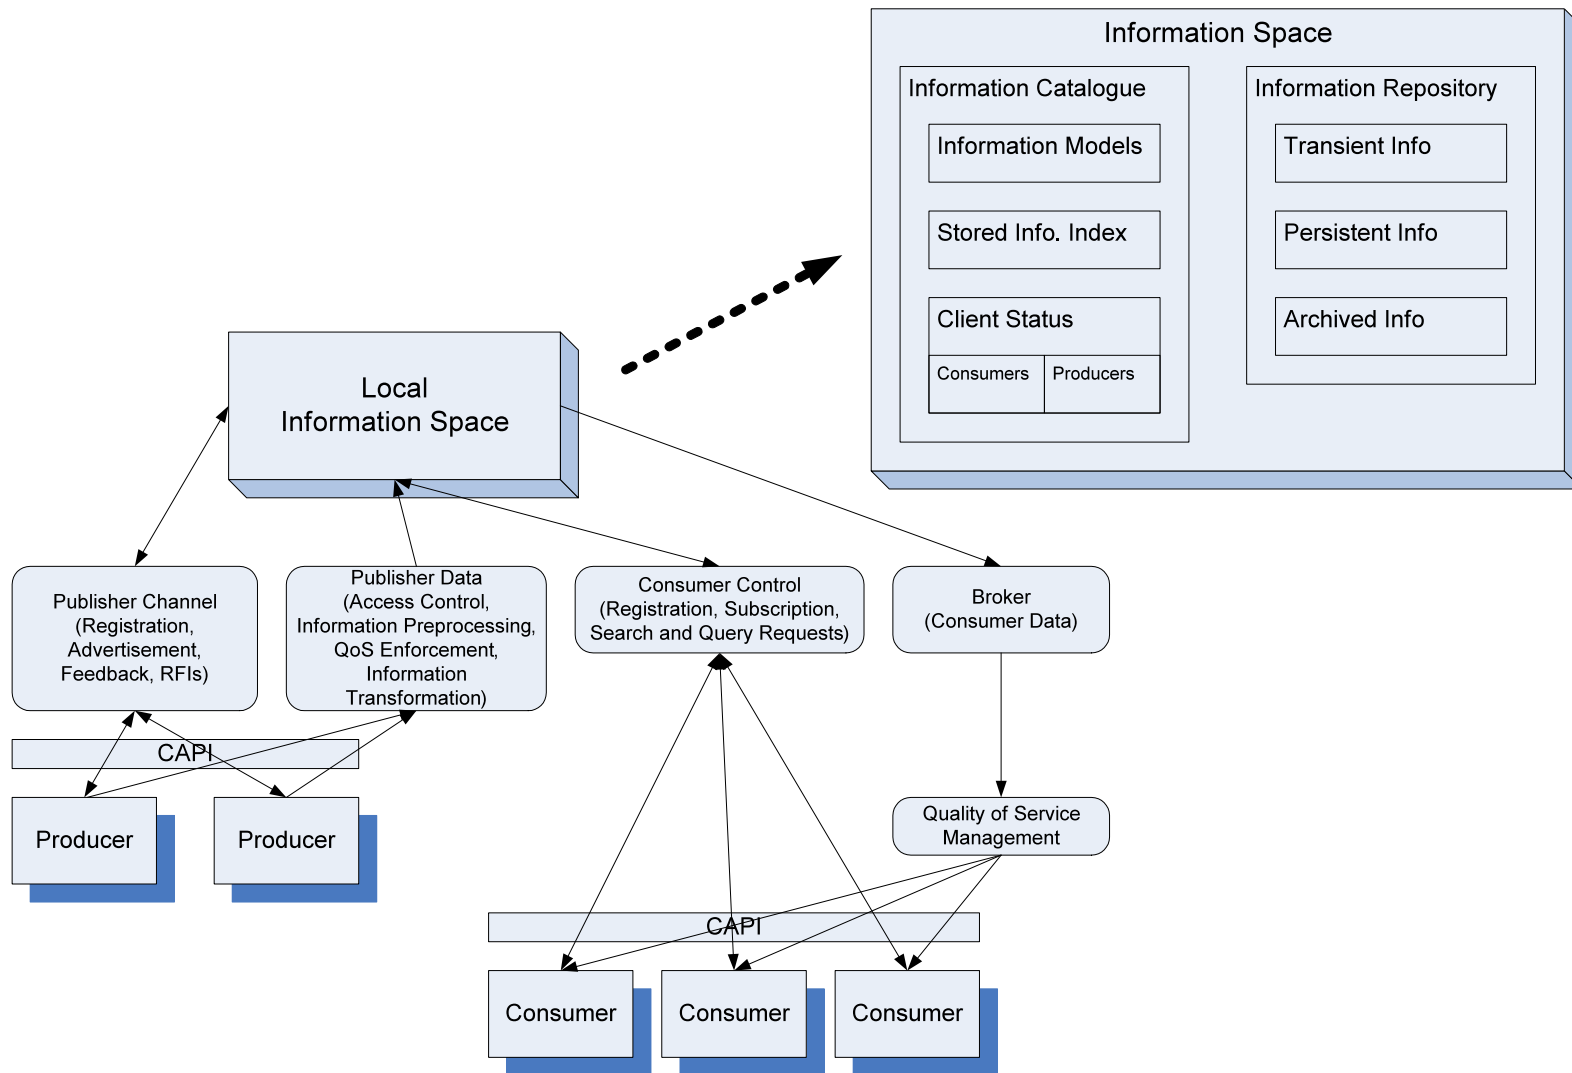 Information Space
Information Catalogue
Information Models
Stored Info. Index
Client Status
Consumers
Producers
Information Repository
Transient Info
Persistent Info
Archived Info
Local
Information Space
Publisher Channel
(Registration,
Advertisement,
Feedback, RFIs)
Publisher Data
(Access Control,
Information Preprocessing,
QoS Enforcement,
Information
Transformation)
Consumer Control
(Registration, Subscription,
Search and Query Requests)
Broker
(Consumer Data)
CAPI
Producer
Producer
Quality of Service
Management
CAPI
Consumer
Consumer
Consumer